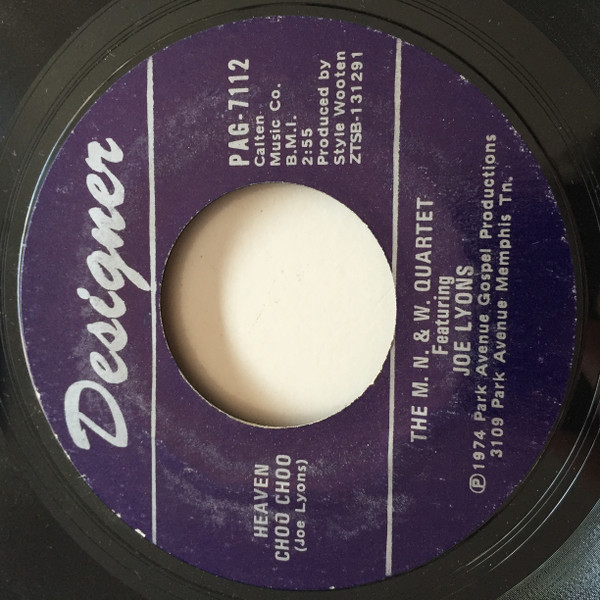 Designer
HEAVEN
CHOO CHOO
(Joe Lyons)
PAG-7112
Calten
Music Co.
B.M.I.
2:55
Produced by
Style Wooten
ZTSB-131291
THE M. N. & W. QUARTET
Featuring
JOE LYONS
Ⓟ1974 Park Avenue Gospel Productions
3109 Park Avenue Memphis Tn.